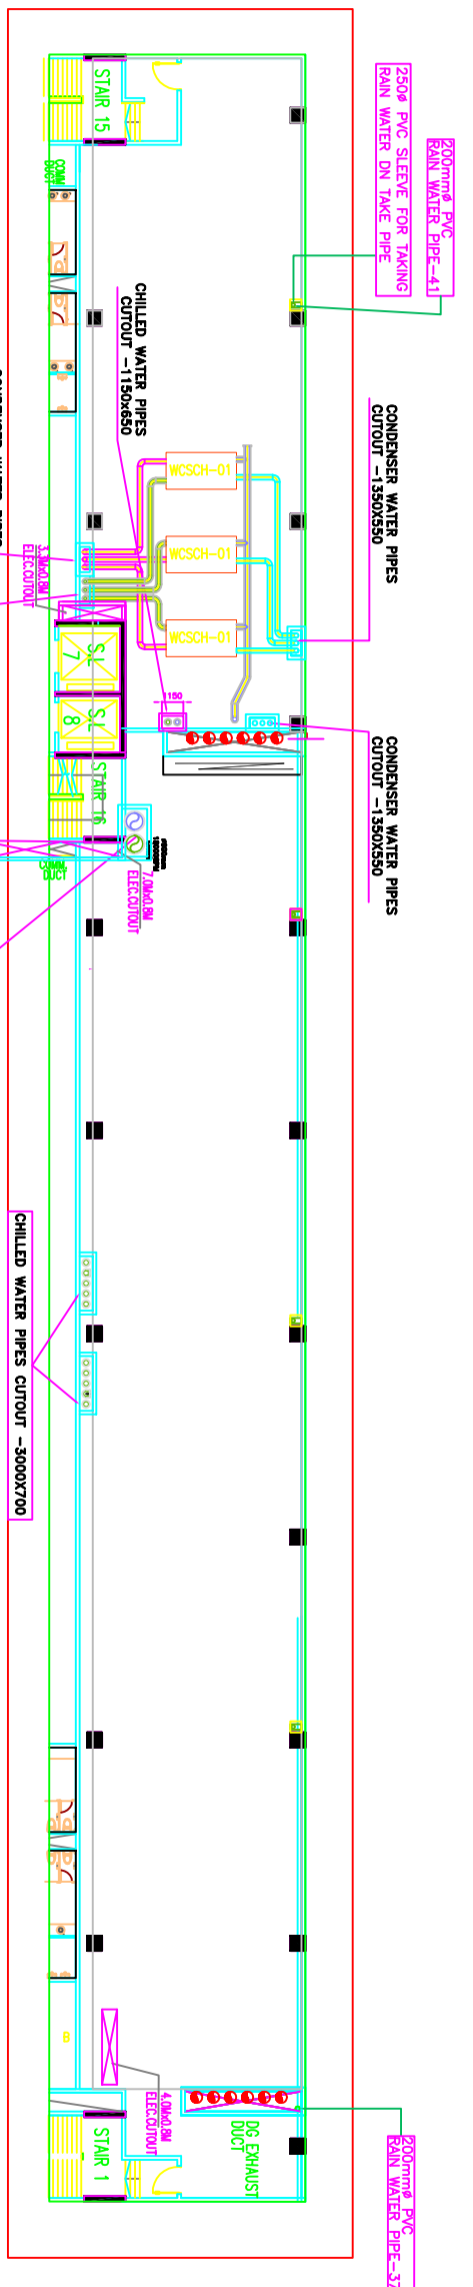 200mmø PVC
RAIN WATER PIPE-41
250ø PVC SLEEVE FOR TAKING
RAIN WATER DN TAKE PIPE
STAIR 15
COMM.
DUCT
CHILLED WATER PIPES
CUTOUT -1150x650
CONDENSER WATER PIPES
CUTOUT -1350X550
WCSCH-01
WCSCH-01
WCSCH-01
ELEC.CUTOUT
S.L
7
S.L
8
1150
CONDENSER WATER PIPES
CUTOUT -1350X550
STAIR 16
COMM.
DUCT
7.0Mx0.8M
ELEC.CUTOUT
CHILLED WATER PIPES CUTOUT -3000X700
4.0Mx0.8M
ELEC.CUTOUT
DG EXHAUST
DUCT
STAIR 1
200mmø PVC
RAIN WATER PIPE-37